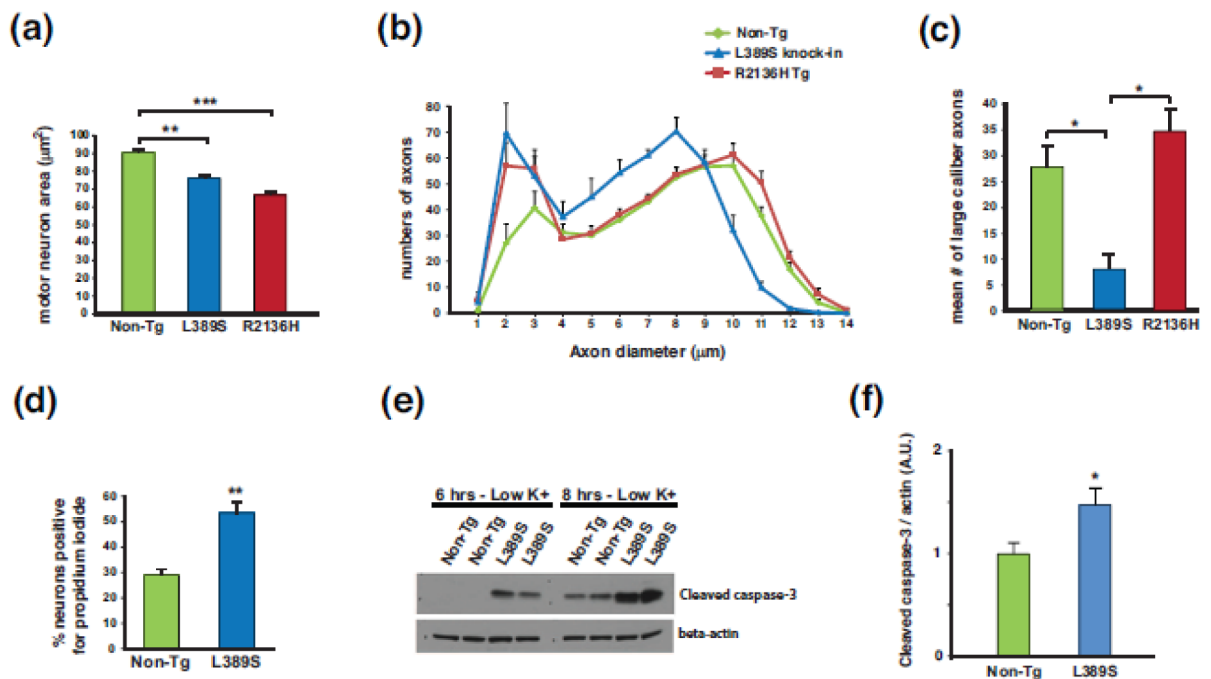 (a)
motor neuron area (μm²)
100
90
80
70
60
50
40
30
20
10
0
***
**
Non-Tg L389S R2136H
(b)
Non-Tg
L389S knock-in
R2136H Tg
numbers of axons
80
70
60
50
40
30
20
10
0
1 2 3 4 5 6 7 8 9 10 11 12 13 14
Axon diameter (μm)
(c)
mean # of large caliber axons
40
35
30
25
20
15
10
5
0
*
*
Non-Tg L389S R2136H
(d)
% neurons positive
for propidium iodide
60
50
40
30
20
10
0
**
Non-Tg L389S
(e)
6 hrs - Low K+ 8 hrs - Low K+
Non-Tg Non-Tg L389S L389S Non-Tg Non-Tg L389S L389S
Cleaved caspase-3
beta-actin
(f)
Cleaved caspase-3 / actin (A.U.)
2
1
0
*
Non-Tg L389S